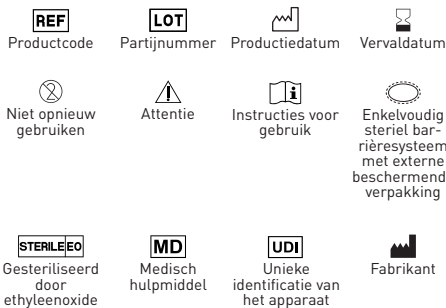 REF LOT
Productcode Partijnummer Productiedatum Vervaldatum
Niet opnieuw
gebruiken
Attentie
i
Instructies voor
gebruik
Enkelvoudig
steriel bar-
rièresysteem
met externe
beschermend
verpakking
STERILE EO
Gesteriliseerd
door
ethyleenoxide
MD
Medisch
hulpmiddel
UDI
Unieke
identificatie van
het apparaat
Fabrikant